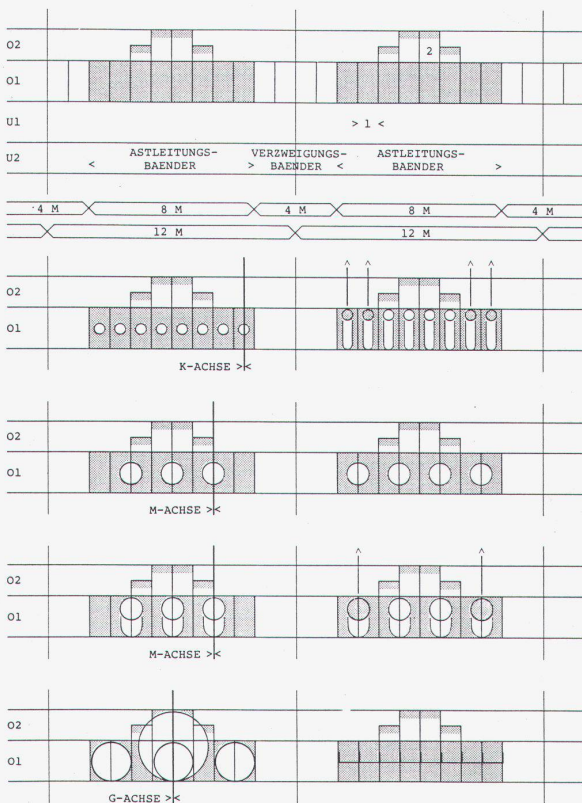 O2
2
O1
U1
> 1 <
U2
ASTLEITUNGS- VERZWEIGUNGS- ASTLEITUNGS-
< BAENDER > BAENDER < BAENDER >
4 M 8 M 4 M 8 M 4 M
12 M 12 M
O2
O1
K-ACHSE ><
O2
O1
M-ACHSE ><
O2
O1
M-ACHSE ><
O2
O1
G-ACHSE ><